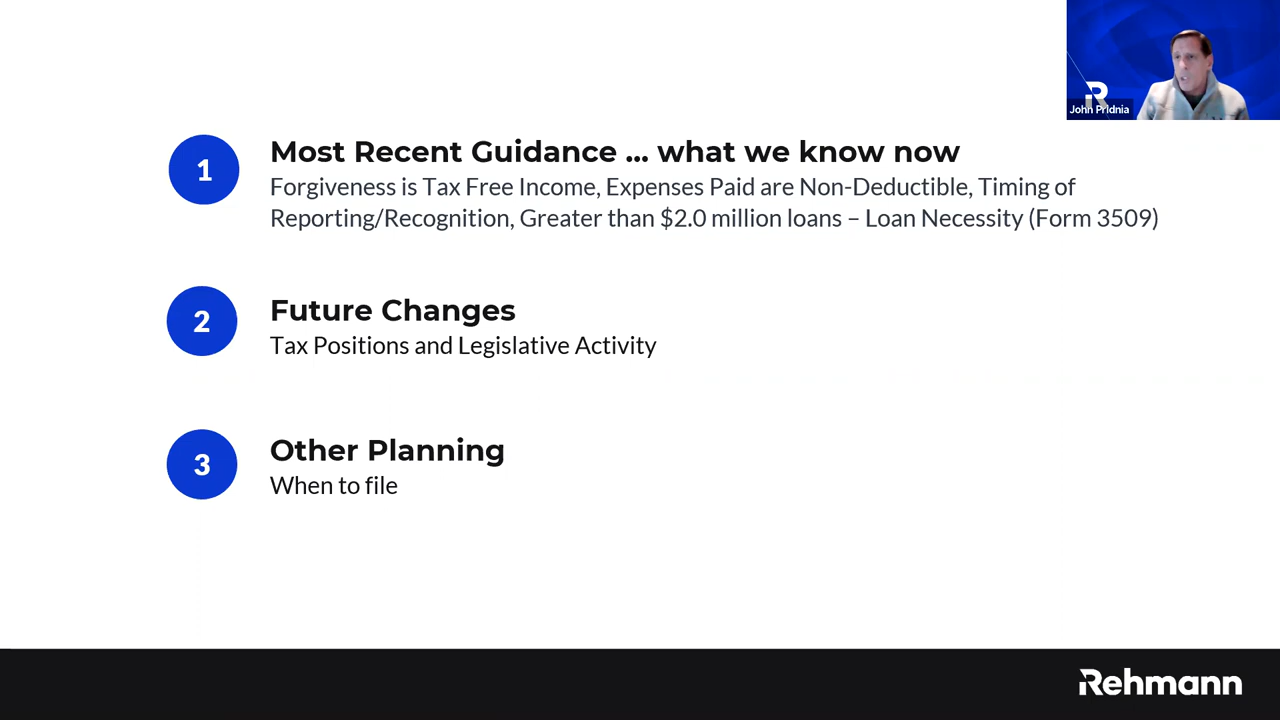 John Pridnia
1
Most Recent Guidance ... what we know now
Forgiveness is Tax Free Income, Expenses Paid are Non-Deductible, Timing of
Reporting/Recognition, Greater than $2.0 million loans – Loan Necessity (Form 3509)
2
Future Changes
Tax Positions and Legislative Activity
3
Other Planning
When to file
Rehmann